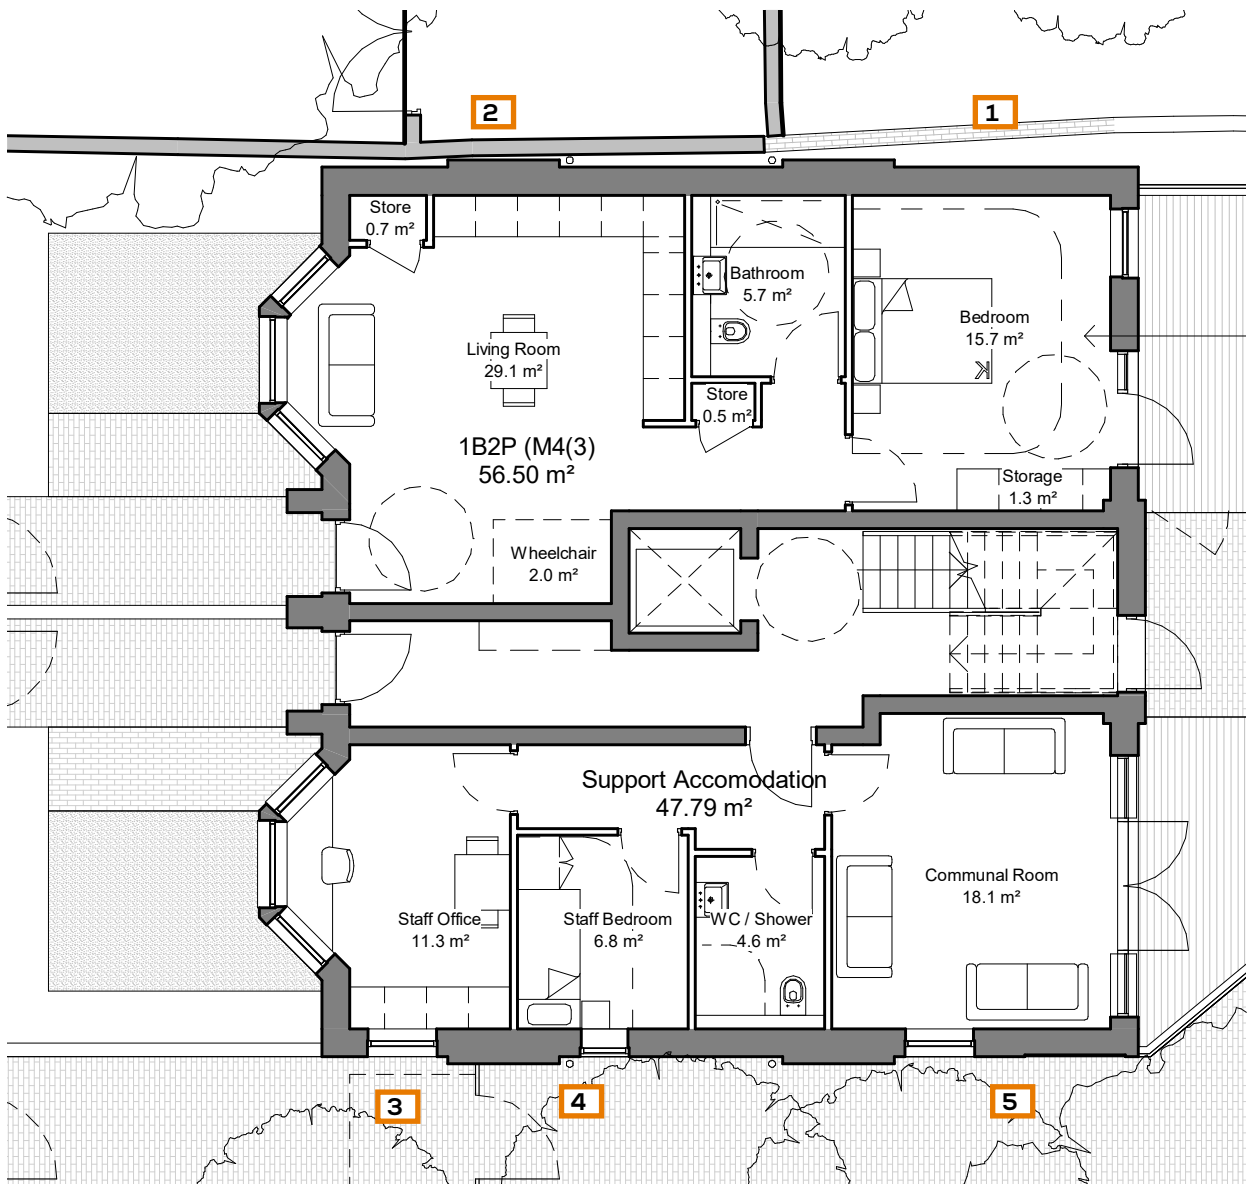 2
1
Store
0.7 m²
Bathroom
5.7 m²
Bedroom
15.7 m²
Living Room
29.1 m²
Store
0.5 m²
1B2P (M4(3)
56.50 m²
Storage
1.3 m²
Wheelchair
2.0 m²
Support Accomodation
47.79 m²
Communal Room
18.1 m²
Staff Office
11.3 m²
Staff Bedroom
6.8 m²
WC / Shower
4.6 m²
3
4
5